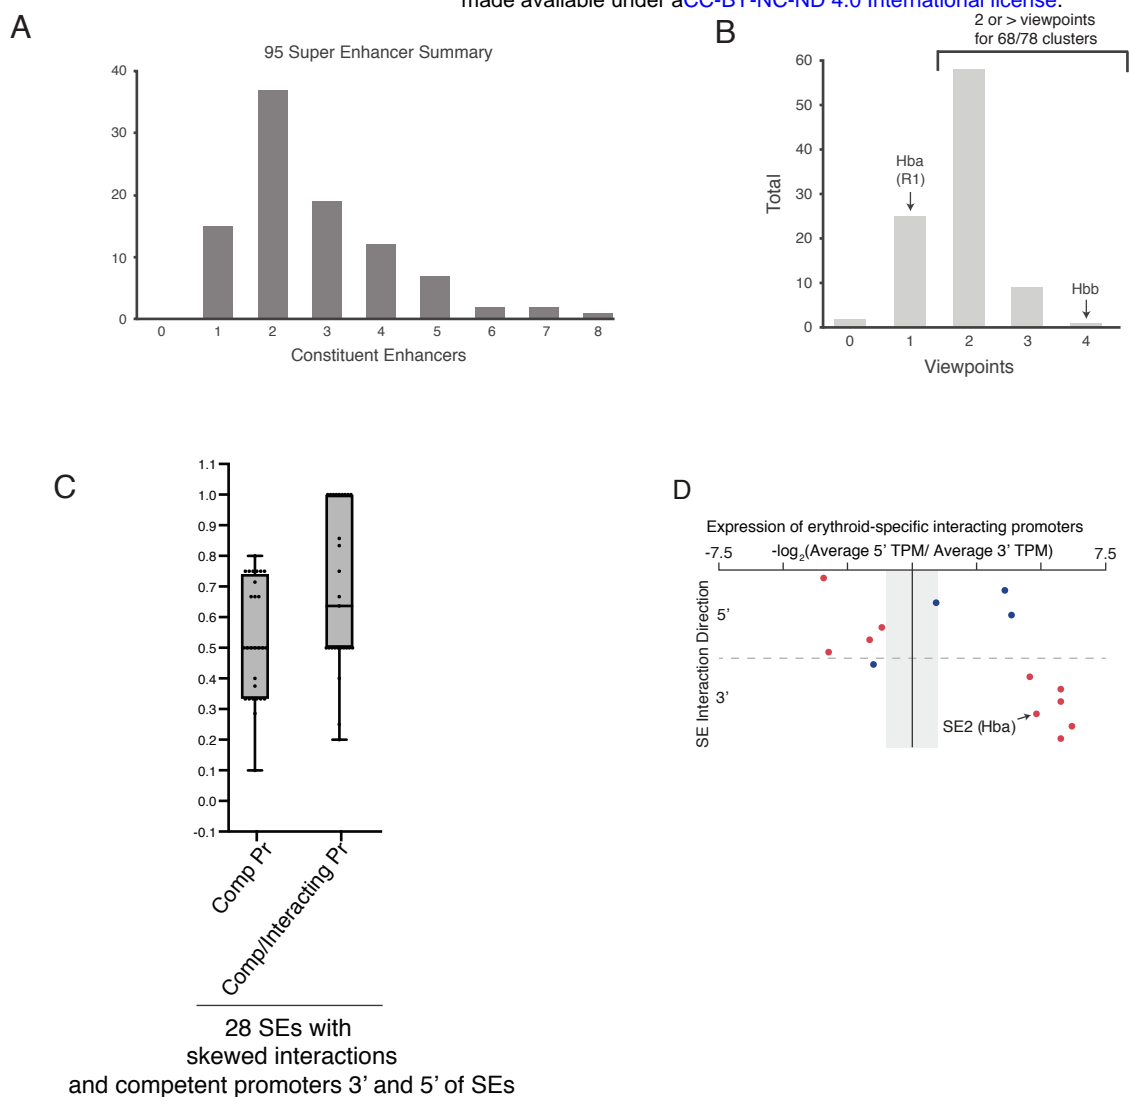 made available under aCC-BY-NC-ND 4.0 International license.
A
95 Super Enhancer Summary
40
30
20
10
0
0 1 2 3 4 5 6 7 8
Constituent Enhancers
B
2 or > viewpoints
for 68/78 clusters
60
50
40
30
20
10
0
Total
Hba
(R1)
Hbb
0 1 2 3 4
Viewpoints
C
1.1
1.0
0.9
0.8
0.7
0.6
0.5
0.4
0.3
0.2
0.1
0.0
-0.1
Comp Pr
Comp/Interacting Pr
28 SEs with
skewed interactions
and competent promoters 3' and 5' of SEs
D
Expression of erythroid-specific interacting promoters
-7.5 -log2(Average 5' TPM/ Average 3' TPM) 7.5
SE Interaction Direction
5'
3'
SE2 (Hba)